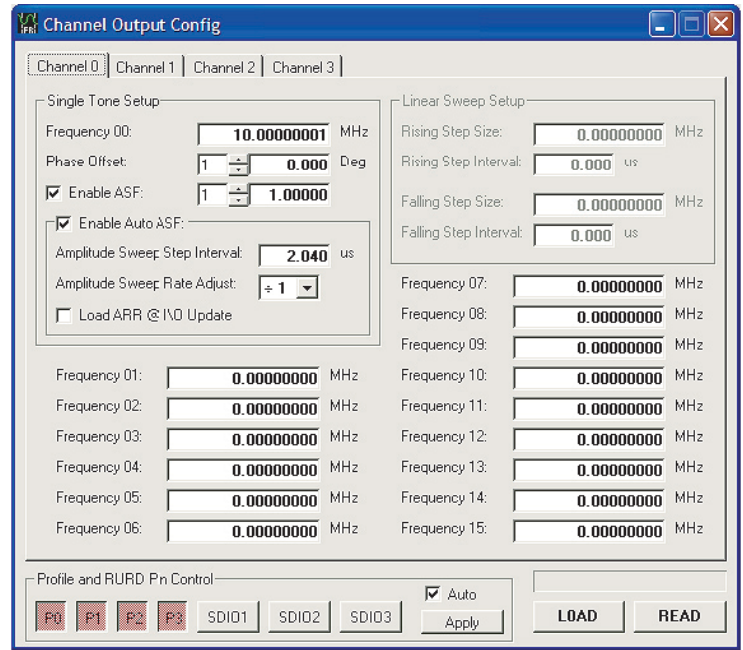 Channel Output Config
Channel 0 Channel 1 Channel 2 Channel 3
Single Tone Setup
Frequency 00: 10.00000001 MHz
Phase Offset: 1 0.000 Deg
Enable ASF: 1 1.00000
Enable Auto ASF:
Amplitude Sweep Step Interval: 2.040 us
Amplitude Sweep Rate Adjust: ÷ 1
Load ARR @ I\O Update
Linear Sweep Setup
Rising Step Size: 0.00000000 MHz
Rising Step Interval: 0.000 us
Falling Step Size: 0.00000000 MHz
Falling Step Interval: 0.000 us
Frequency 01: 0.00000000 MHz
Frequency 02: 0.00000000 MHz
Frequency 03: 0.00000000 MHz
Frequency 04: 0.00000000 MHz
Frequency 05: 0.00000000 MHz
Frequency 06: 0.00000000 MHz
Frequency 07: 0.00000000 MHz
Frequency 08: 0.00000000 MHz
Frequency 09: 0.00000000 MHz
Frequency 10: 0.00000000 MHz
Frequency 11: 0.00000000 MHz
Frequency 12: 0.00000000 MHz
Frequency 13: 0.00000000 MHz
Frequency 14: 0.00000000 MHz
Frequency 15: 0.00000000 MHz
Profile and RURD Pin Control
P0 P1 P2 P3 SDIO1 SDIO2 SDIO3
Auto
Apply
LOAD READ